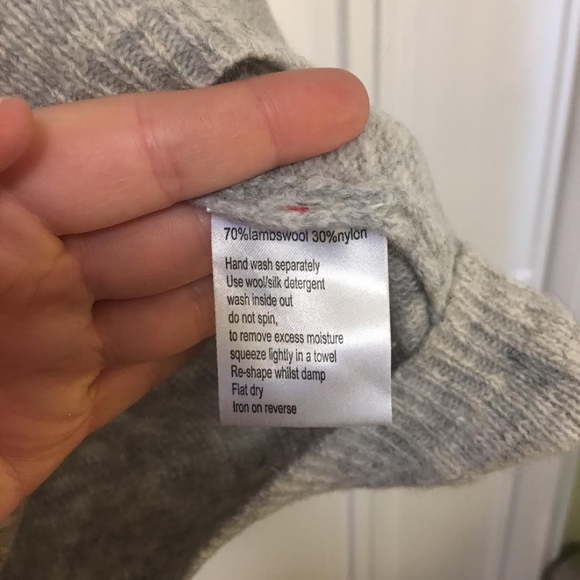 70%lambswool 30%nylon
Hand wash separately
Use wool/silk detergent
wash inside out
do not spin,
to remove excess moisture
squeeze lightly in a towel
Re-shape whilst damp
Flat dry
Iron on reverse